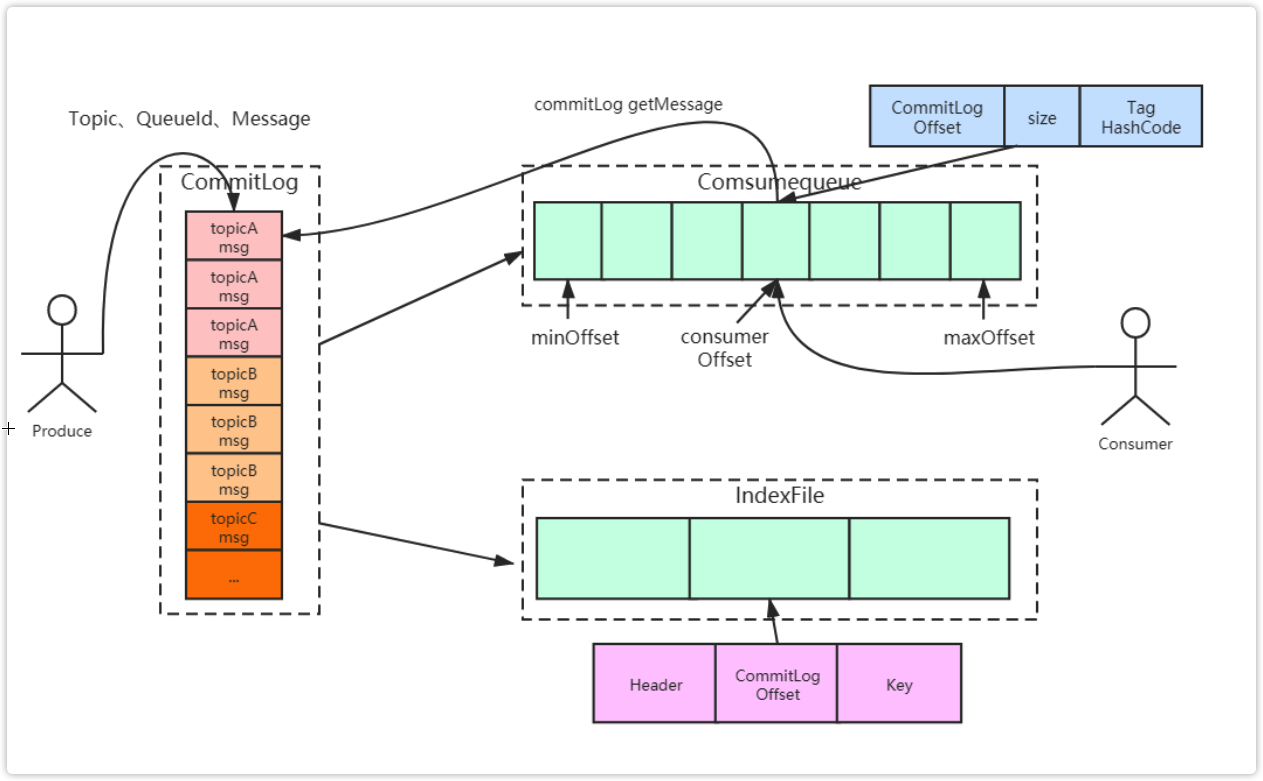 Topic、QueueId、Message
CommitLog
topicA
msg
topicA
msg
topicA
msg
topicB
msg
topicB
msg
topicB
msg
topicC
msg
...
Produce
commitLog getMessage
CommitLog
Offset
size
Tag
HashCode
Comsumequeue
minOffset
consumer
Offset
maxOffset
Consumer
IndexFile
Header
CommitLog
Offset
Key